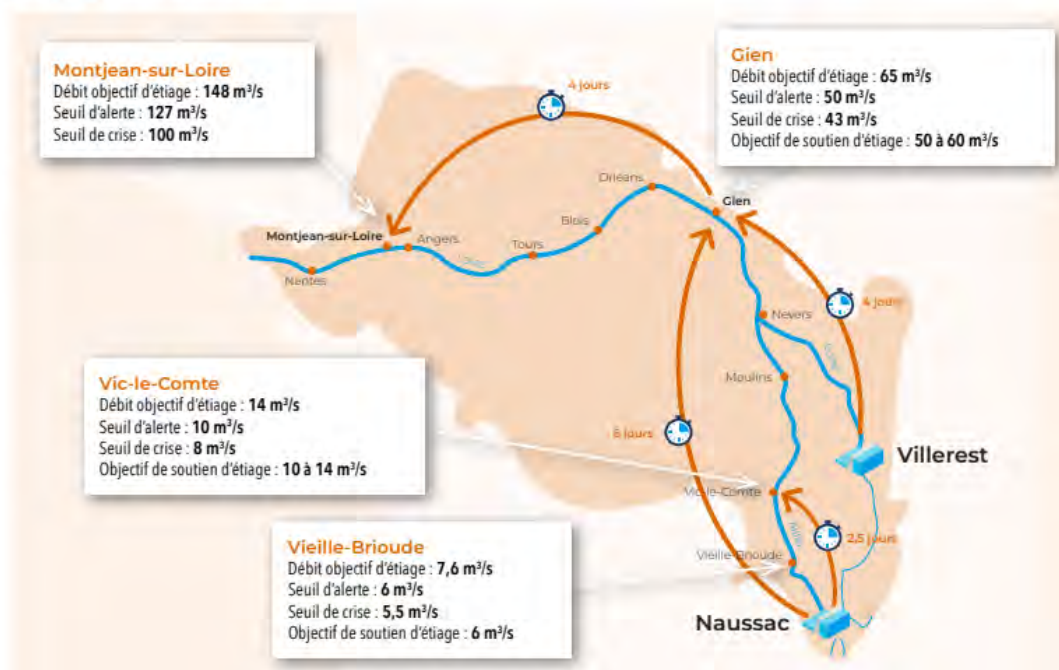 Montjean-sur-Loire
Débit objectif d'étiage : 148 m³/s
Seuil d'alerte : 127 m³/s
Seuil de crise : 100 m³/s
Gien
Débit objectif d'étiage : 65 m³/s
Seuil d'alerte : 50 m³/s
Seuil de crise : 43 m³/s
Objectif de soutien d'étiage : 50 à 60 m³/s
4 jours
Orléans
Gien
Blois
Montjean-sur-Loire
Angers
Tours
Nantes
4 jours
Nevers
Moulins
Vic-le-Comte
Débit objectif d'étiage : 14 m³/s
Seuil d'alerte : 10 m³/s
Seuil de crise : 8 m³/s
Objectif de soutien d'étiage : 10 à 14 m³/s
jours
Villerest
Vic-le-Comte
2,5 jours
Allier
Vieille-Brioude
Vieille-Brioude
Débit objectif d'étiage : 7,6 m³/s
Seuil d'alerte : 6 m³/s
Seuil de crise : 5,5 m³/s
Objectif de soutien d'étiage : 6 m³/s
Naussac